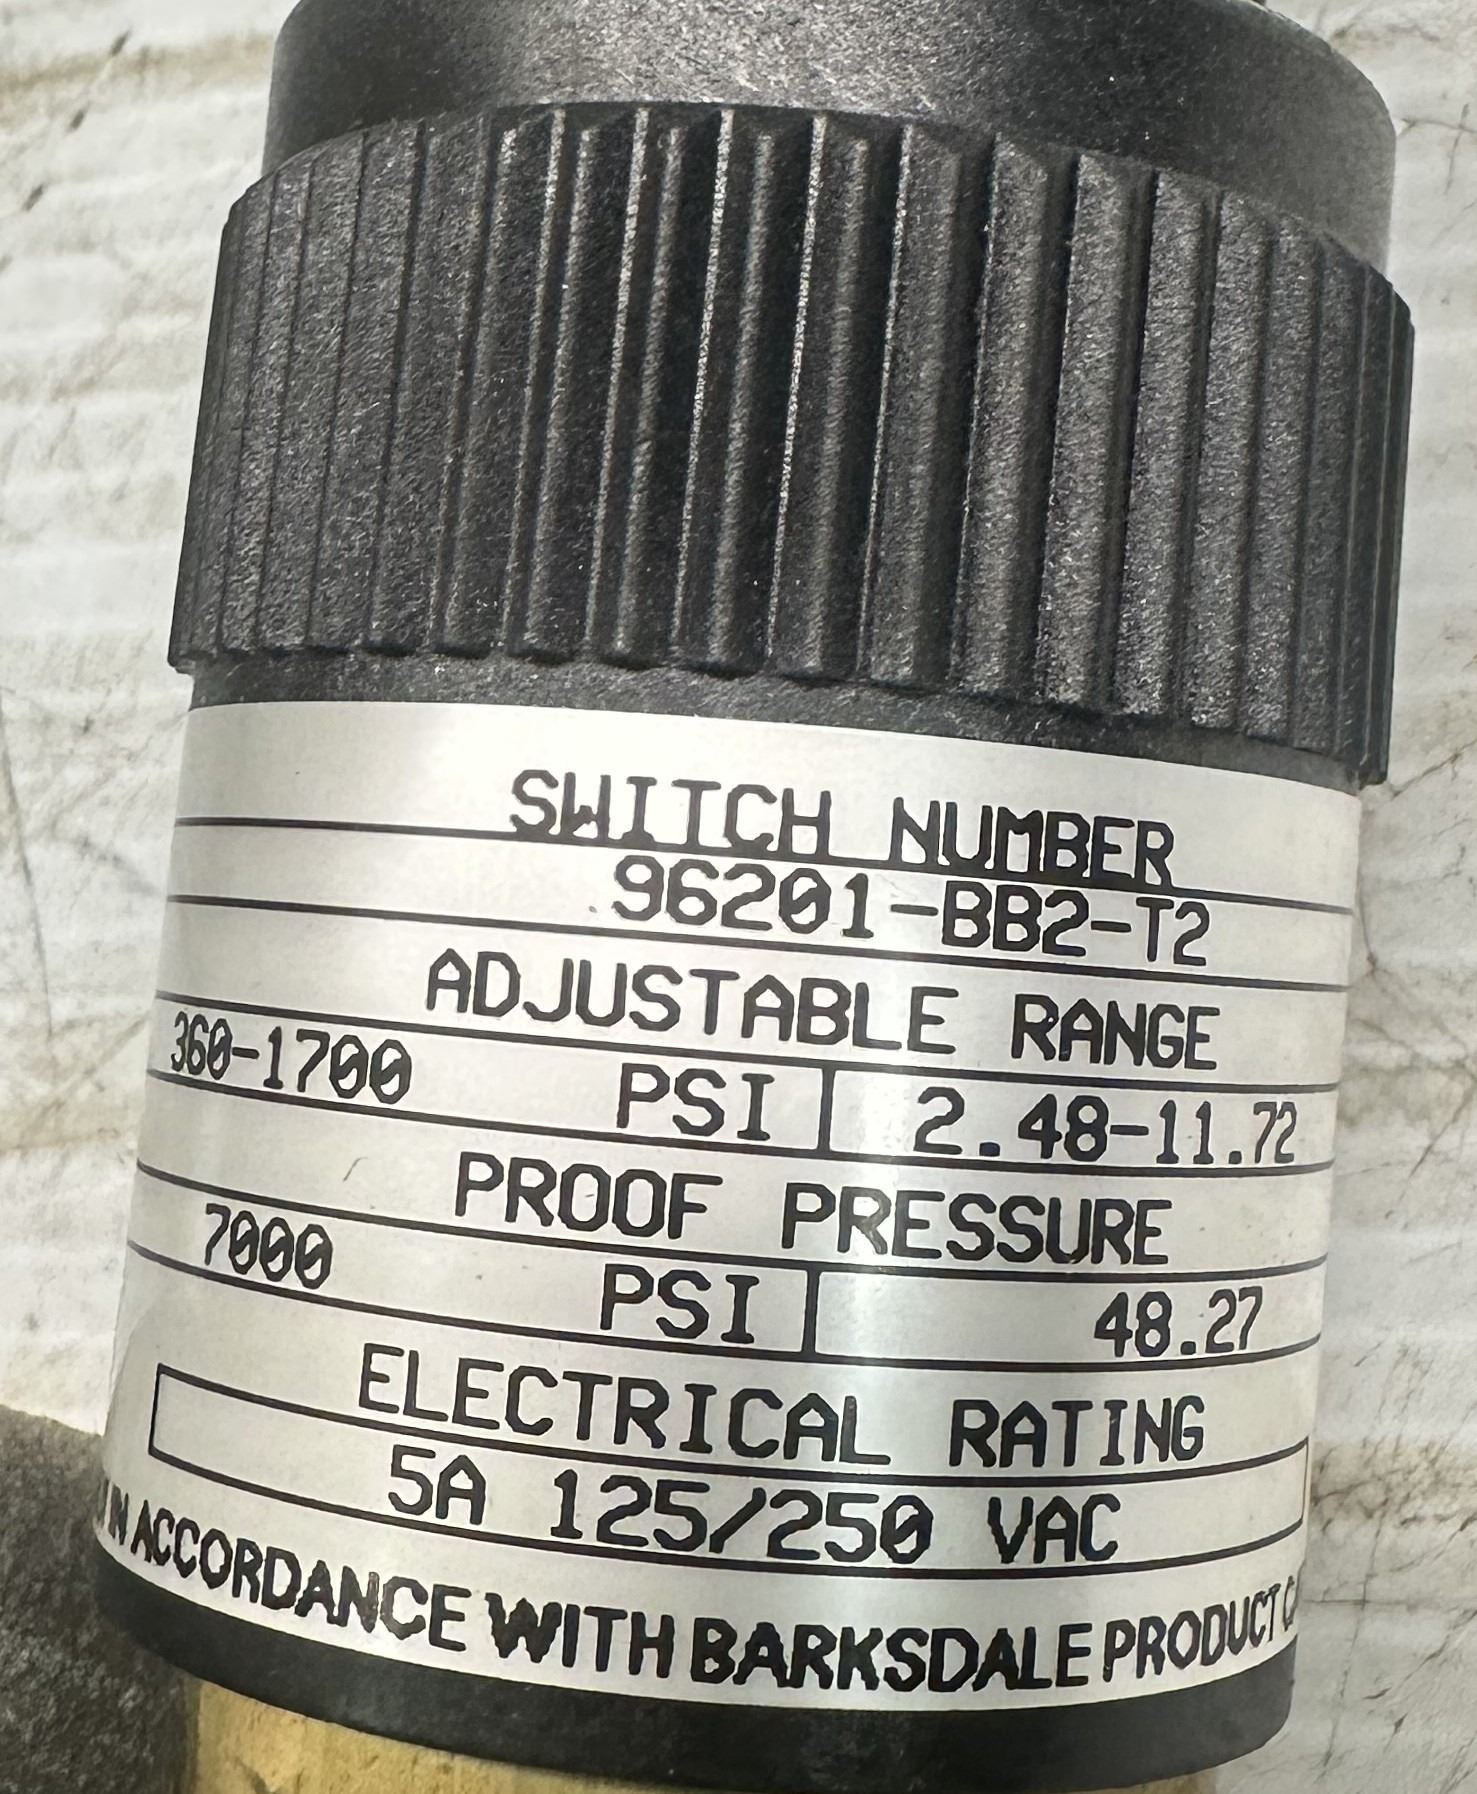 SWITCH NUMBER
96201-BB2-T2
ADJUSTABLE RANGE
360-1700 PSI 2.48-11.72
PROOF PRESSURE
7000 PSI 48.27
ELECTRICAL RATING
5A 125/250 VAC
IN ACCORDANCE WITH BARKSDALE PRODUCT